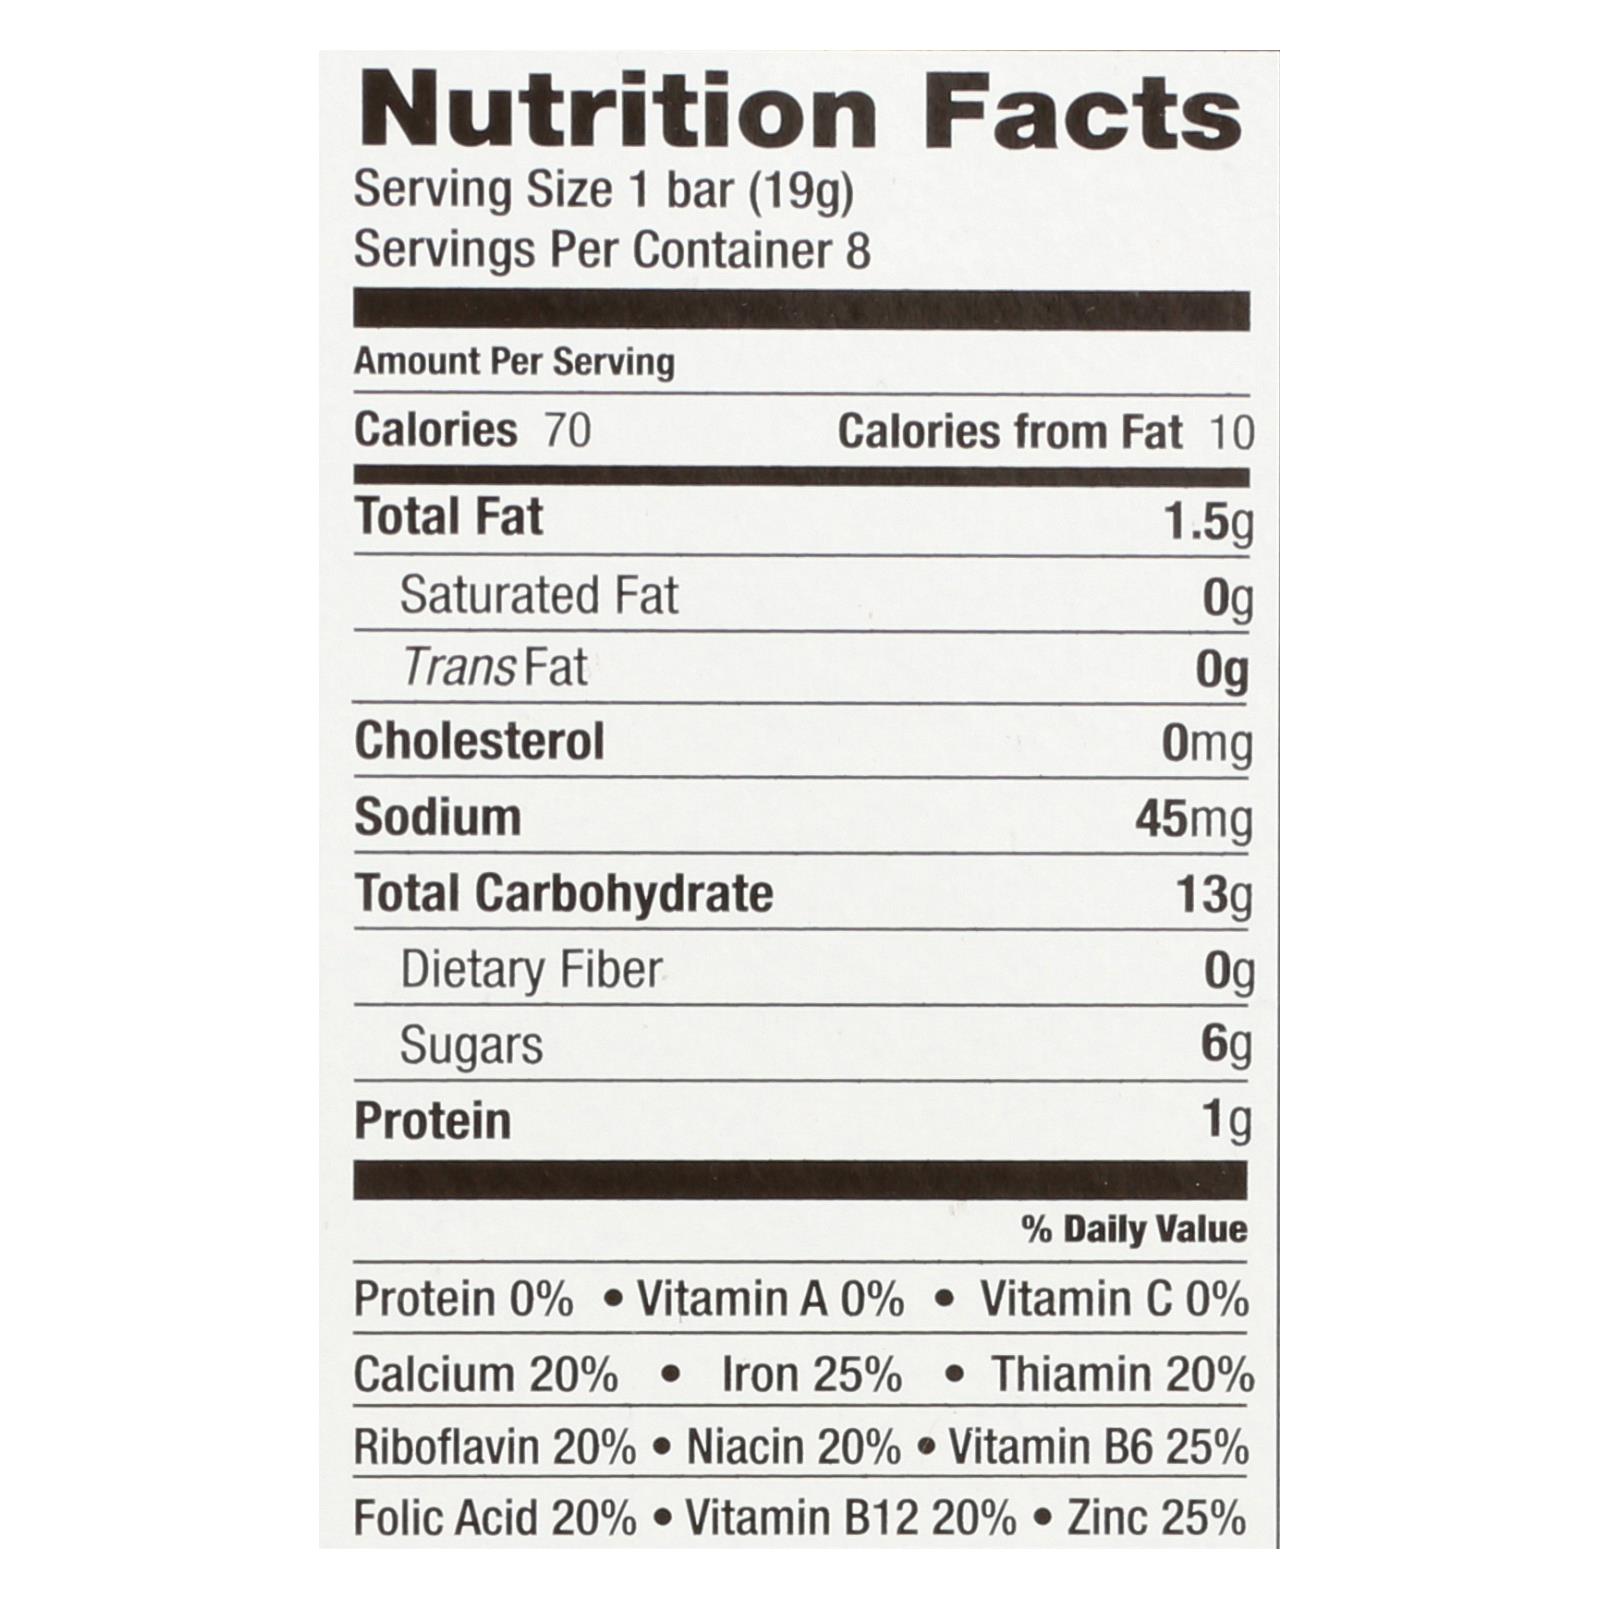 Nutrition Facts
Serving Size 1 bar (19g)
Servings Per Container 8
Amount Per Serving
Calories 70 Calories from Fat 10
Total Fat 1.5g
Saturated Fat 0g
Trans Fat 0g
Cholesterol 0mg
Sodium 45mg
Total Carbohydrate 13g
Dietary Fiber 0g
Sugars 6g
Protein 1g
% Daily Value
Protein 0% • Vitamin A 0% • Vitamin C 0%
Calcium 20% • Iron 25% • Thiamin 20%
Riboflavin 20% • Niacin 20% • Vitamin B6 25%
Folic Acid 20% • Vitamin B12 20% • Zinc 25%